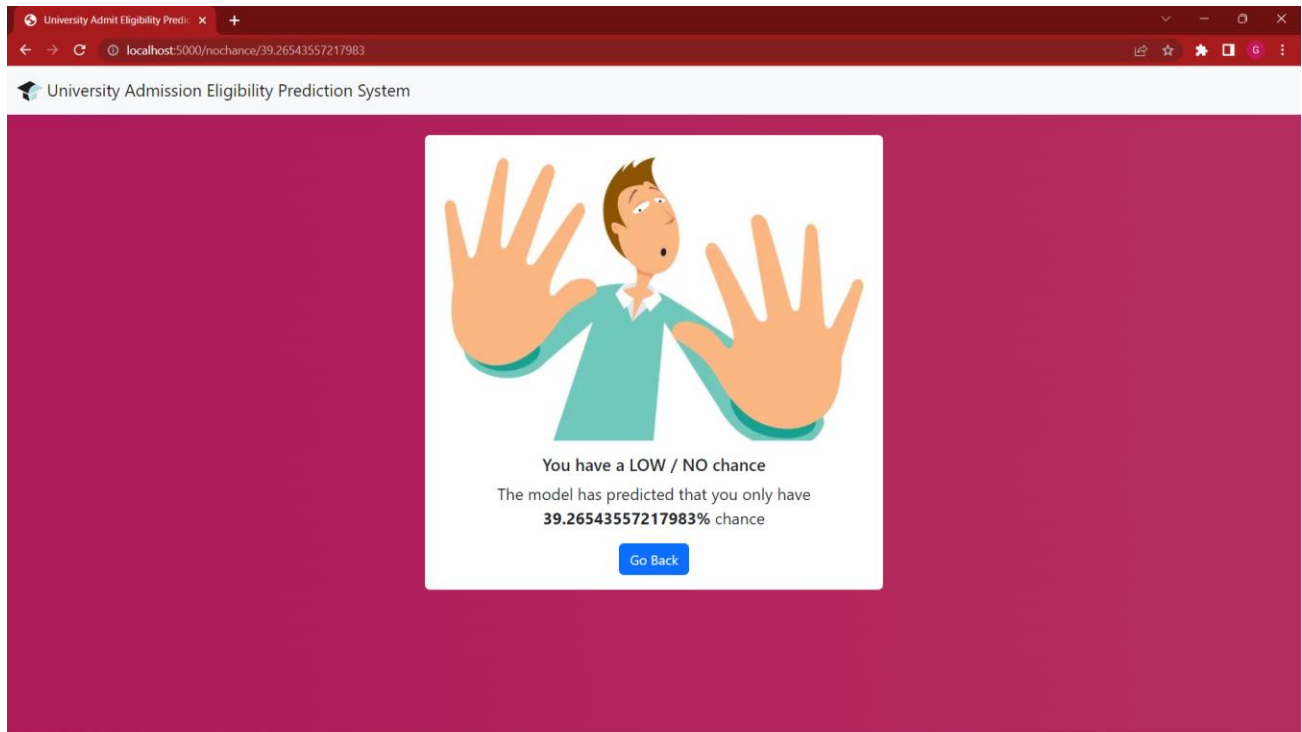 University Admit Eligibility Predic
localhost:5000/nochance/39.26543557217983
G
University Admission Eligibility Prediction System
You have a LOW / NO chance
The model has predicted that you only have
39.26543557217983% chance
Go Back